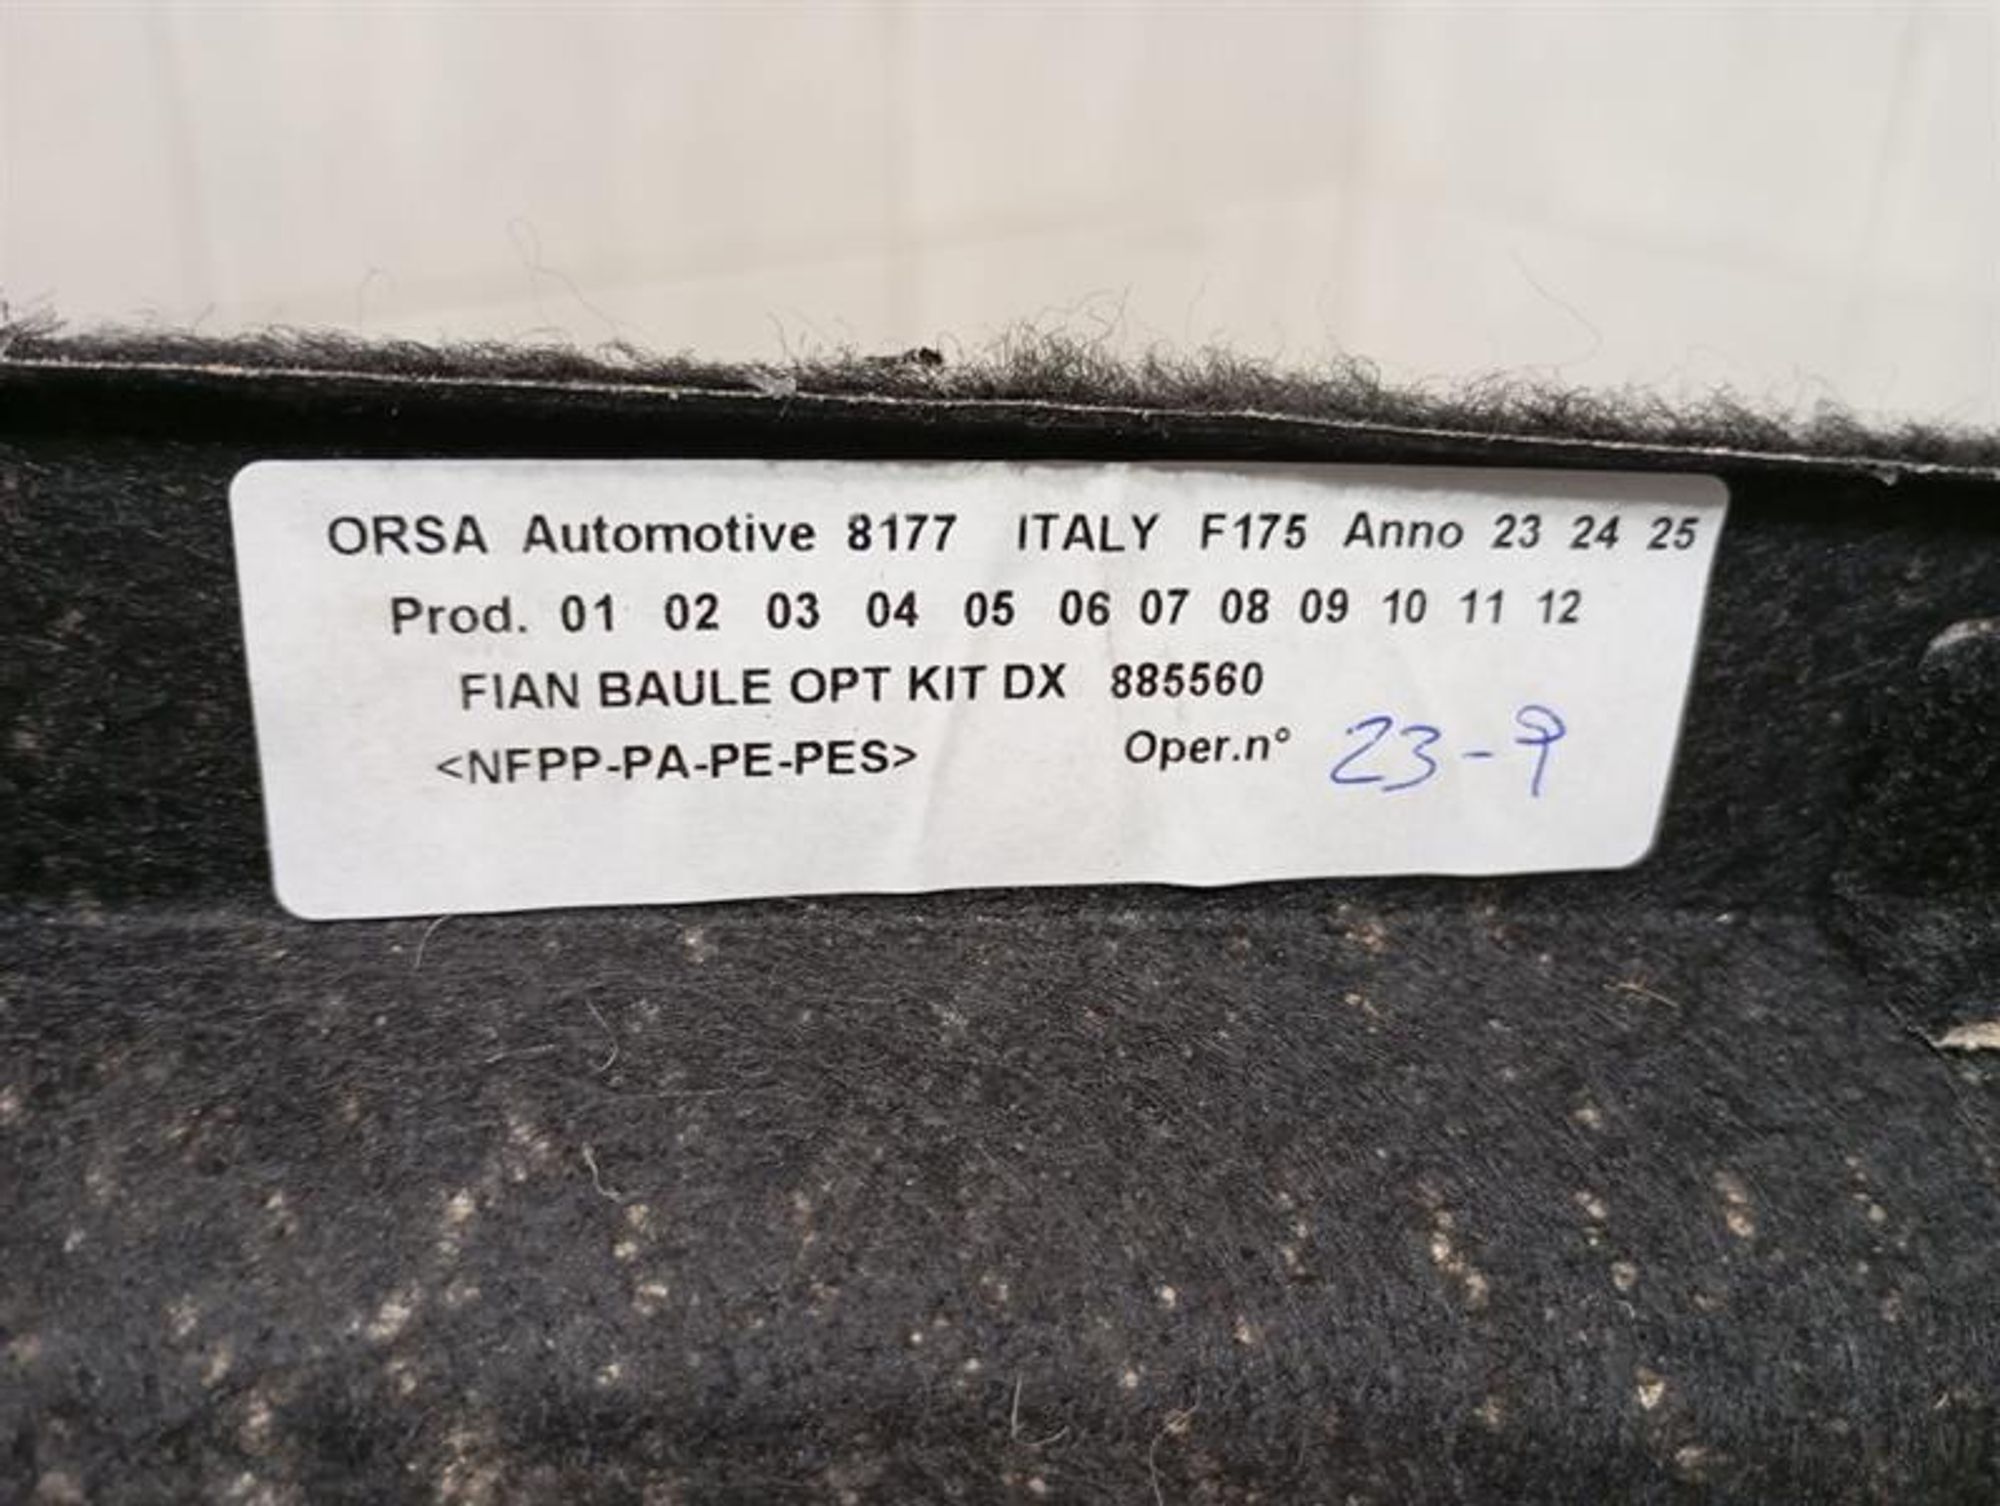 ORSA Automotive 8177 ITALY F175 Anno 23 24 25
Prod. 01 02 03 04 05 06 07 08 09 10 11 12
FIAN BAULE OPT KIT DX 885560
<NFPP-PA-PE-PES> Oper.n° 23-9